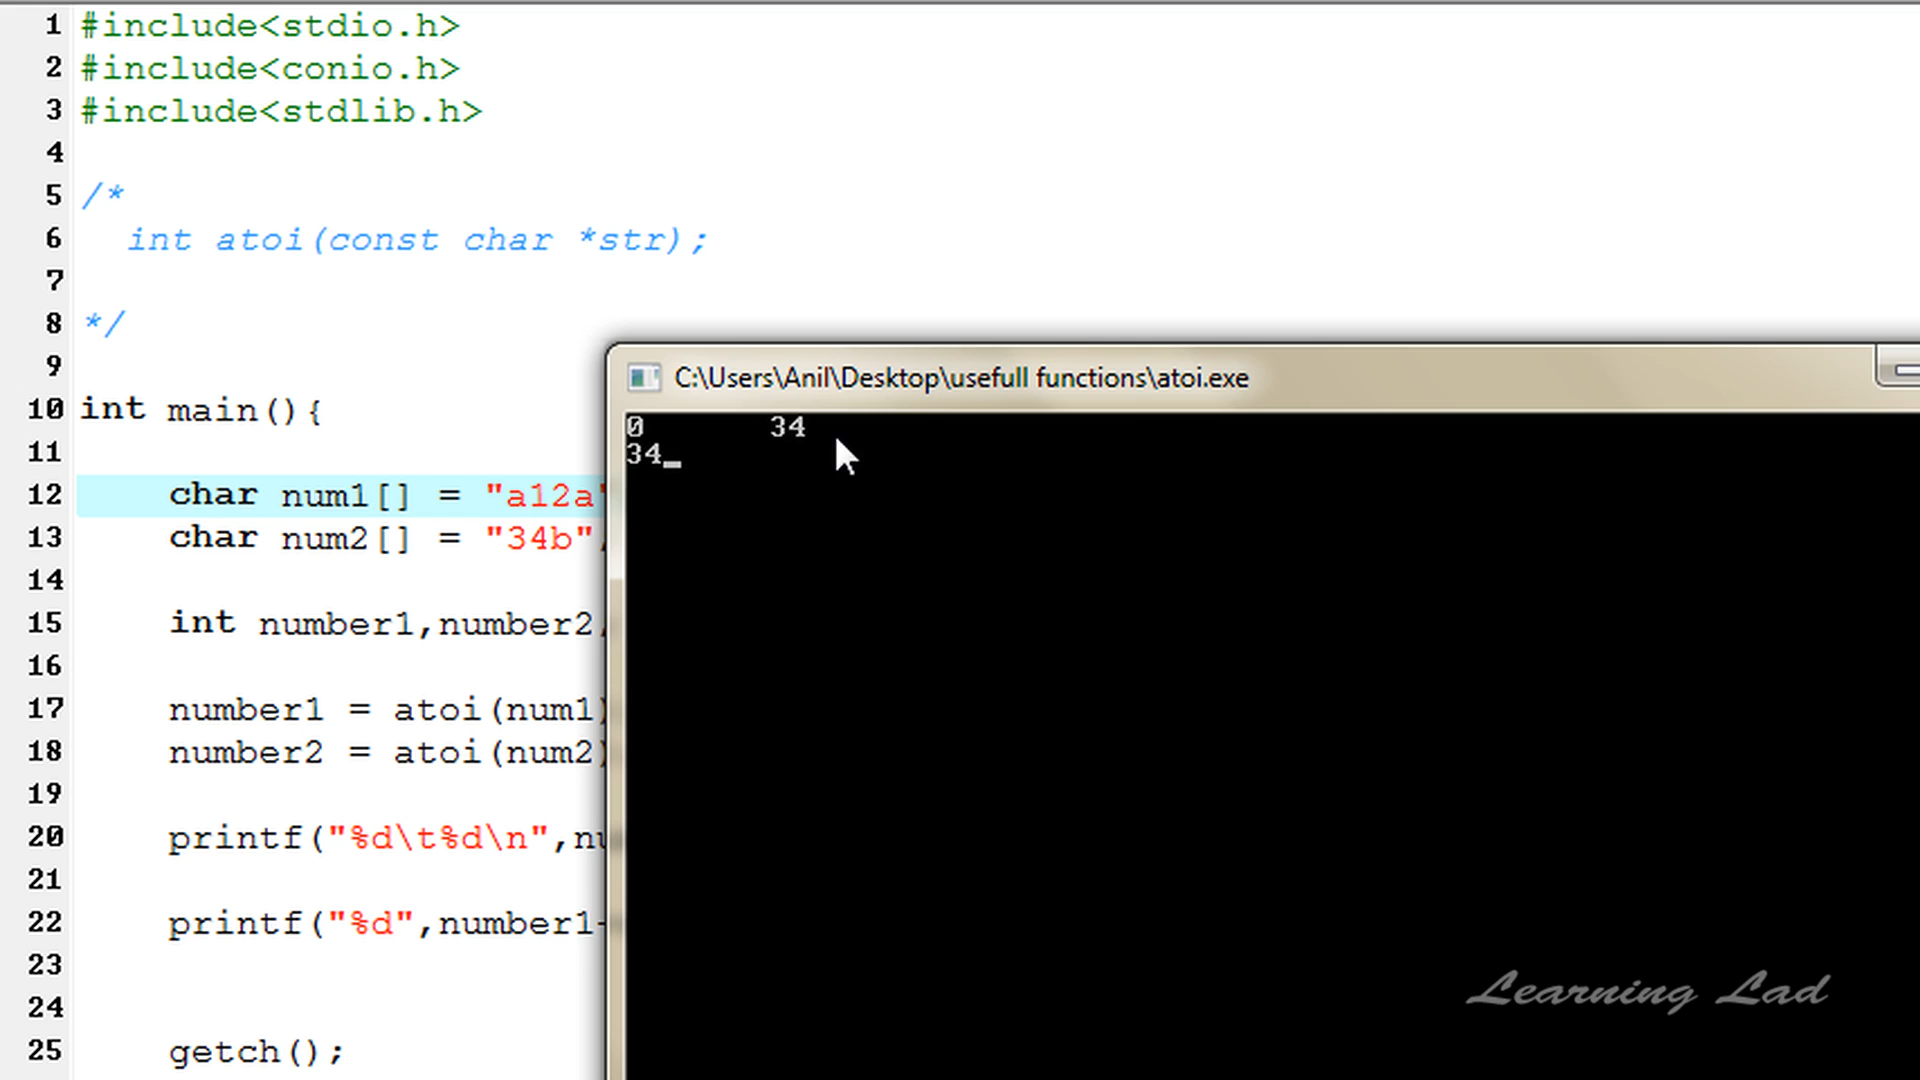 1 #include<stdio.h>
2 #include<conio.h>
3 #include<stdlib.h>
4
5 /*
6 int atoi(const char *str);
7
8 */
9
10 int main(){
11
12 char num1[] = "a12a"
13 char num2[] = "34b"
14
15 int number1,number2,
16
17 number1 = atoi(num1)
18 number2 = atoi(num2)
19
20 printf("%d\t%d\n",nu
21
22 printf("%d",number1
23
24
25 getch();
C:\Users\Anil\Desktop\usefull functions\atoi.exe
0 34
34_
Learning Lad